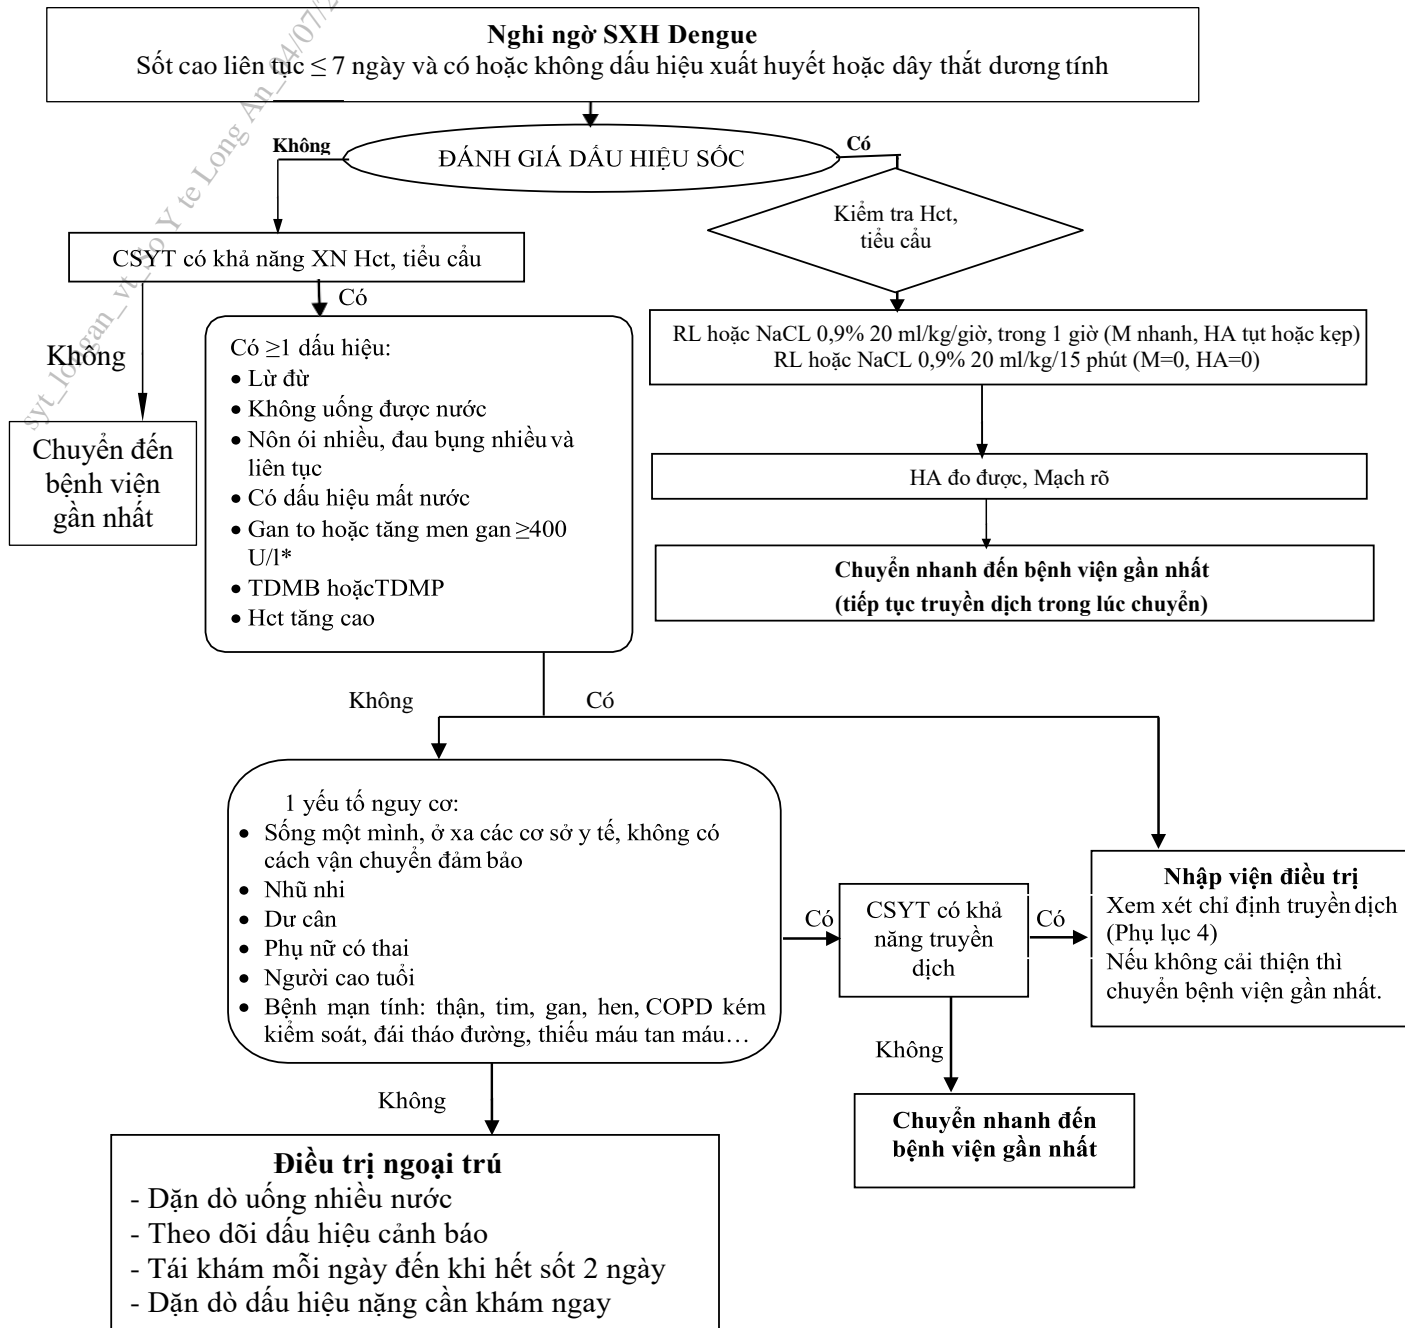 Nghi ngờ SXH Dengue
Sốt cao liên tục ≤ 7 ngày và có hoặc không dấu hiệu xuất huyết hoặc dây thắt dương tính
Không
Có
ĐÁNH GIÁ DẤU HIỆU SỐC
Kiểm tra Hct,
tiểu cầu
CSYT có khả năng XN Hct, tiểu cầu
Có
Không
RL hoặc NaCL 0,9% 20 ml/kg/giờ, trong 1 giờ (M nhanh, HA tụt hoặc kẹp)
RL hoặc NaCL 0,9% 20 ml/kg/15 phút (M=0, HA=0)
Có ≥1 dấu hiệu:
• Lừ đừ
• Không uống được nước
• Nôn ói nhiều, đau bụng nhiều và
liên tục
• Có dấu hiệu mất nước
• Gan to hoặc tăng men gan ≥400
U/l*
• TDMB hoặcTDMP
• Hct tăng cao
Chuyển đến
bệnh viện
gần nhất
HA đo được, Mạch rõ
Chuyển nhanh đến bệnh viện gần nhất
(tiếp tục truyền dịch trong lúc chuyển)
Không
Có
1 yếu tố nguy cơ:
• Sống một mình, ở xa các cơ sở y tế, không có
cách vận chuyển đảm bảo
• Nhũ nhi
• Dư cân
• Phụ nữ có thai
• Người cao tuổi
• Bệnh mạn tính: thận, tim, gan, hen, COPD kém
kiểm soát, đái tháo đường, thiếu máu tan máu…
Có
CSYT có khả
năng truyền
dịch
Có
Nhập viện điều trị
Xem xét chỉ định truyền dịch
(Phụ lục 4)
Nếu không cải thiện thì
chuyển bệnh viện gần nhất.
Không
Chuyển nhanh đến
bệnh viện gần nhất
Không
Điều trị ngoại trú
- Dặn dò uống nhiều nước
- Theo dõi dấu hiệu cảnh báo
- Tái khám mỗi ngày đến khi hết sốt 2 ngày
- Dặn dò dấu hiệu nặng cần khám ngay
syt_longan_vt_So Y te Long An_04/07/2